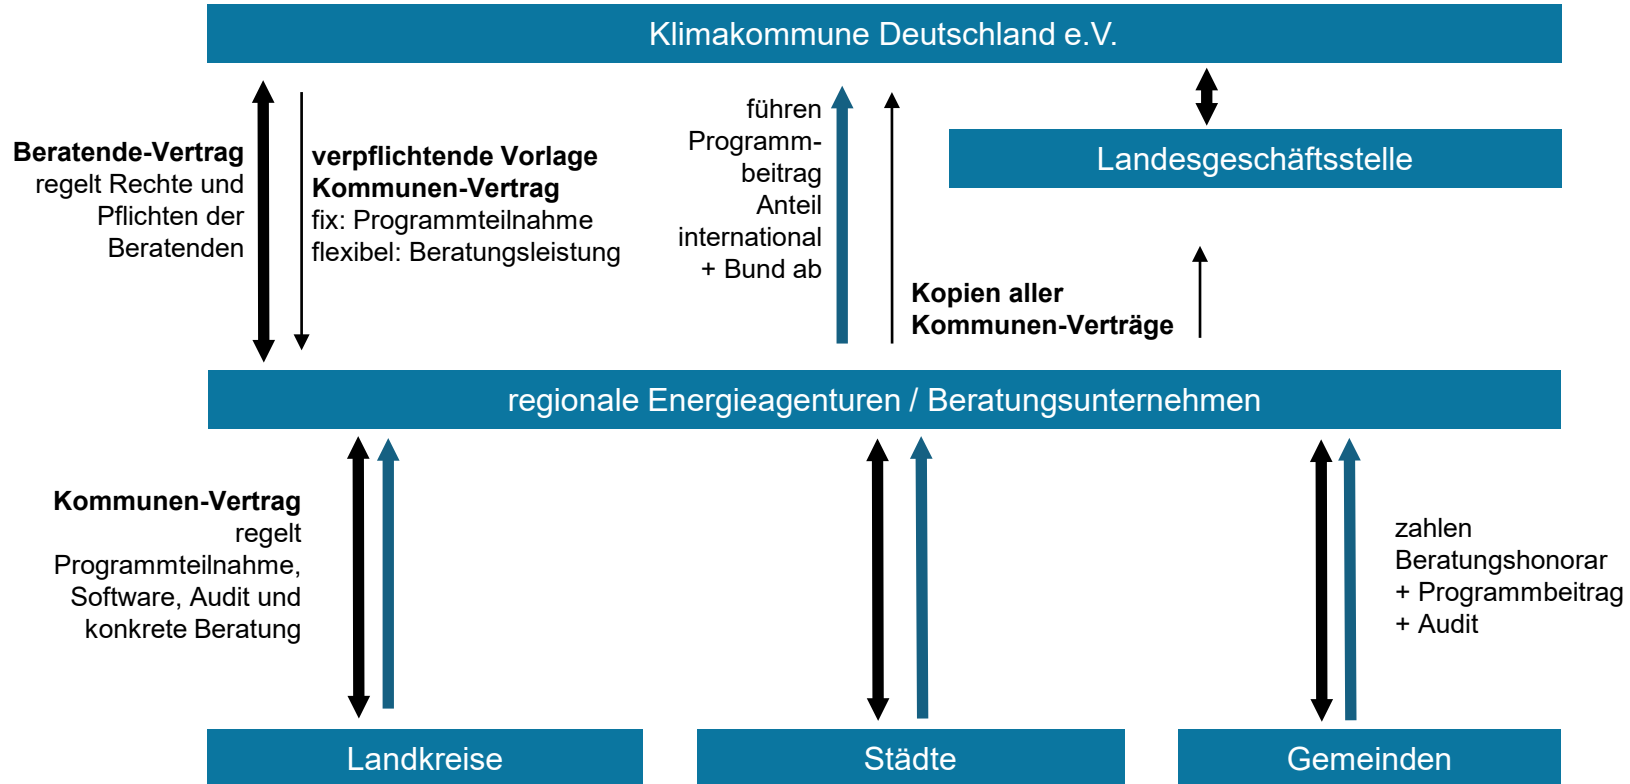 Klimakommune Deutschland e.V.
Beratende-Vertrag
regelt Rechte und
Pflichten der
Beratenden
verpflichtende Vorlage
Kommunen-Vertrag
fix: Programmteilnahme
flexibel: Beratungsleistung
führen
Programm-
beitrag
Anteil
international
+ Bund ab
Landesgeschäftsstelle
Kopien aller
Kommunen-Verträge
regionale Energieagenturen / Beratungsunternehmen
Kommunen-Vertrag
regelt
Programmteilnahme,
Software, Audit und
konkrete Beratung
zahlen
Beratungshonorar
+ Programmbeitrag
+ Audit
Landkreise
Städte
Gemeinden